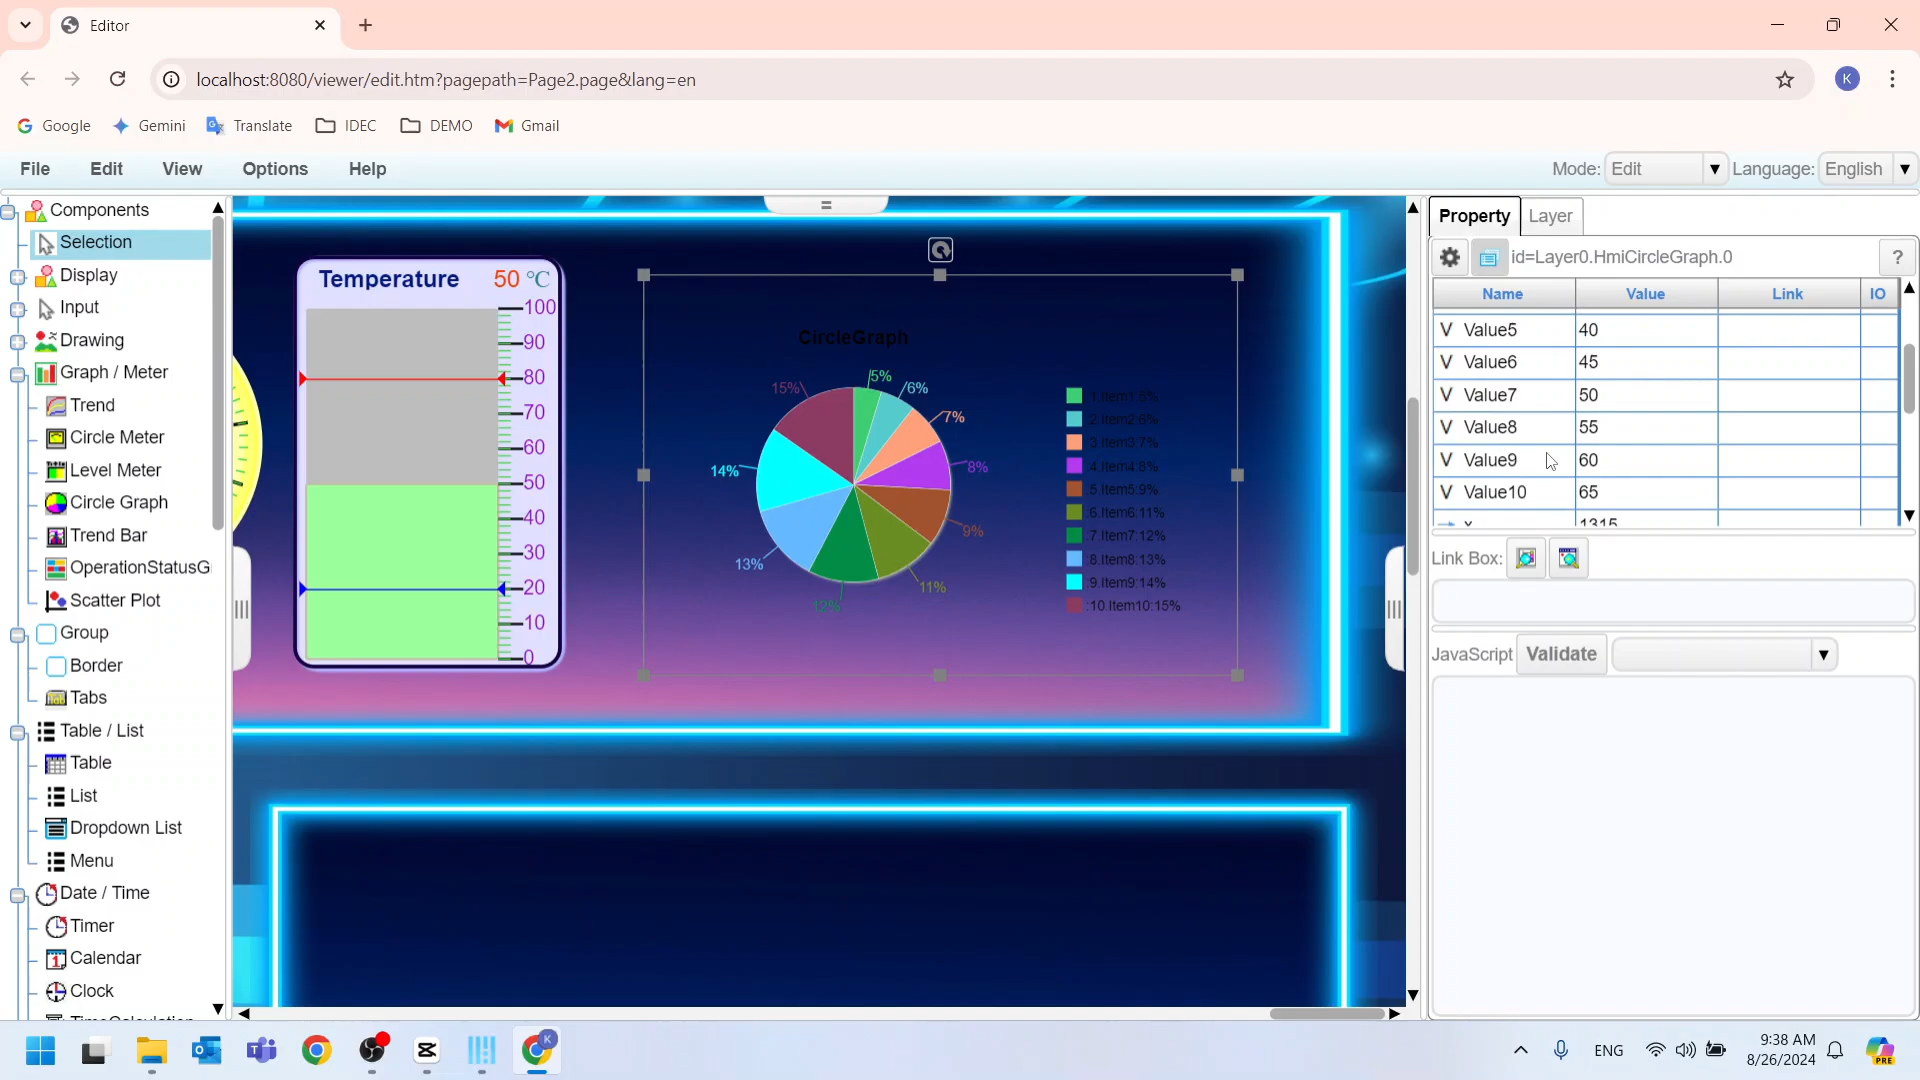 Editor
localhost:8080/viewer/edit.htm?pagepath=Page2.page&lang=en
K
Google
Gemini
Translate
IDEC
DEMO
Gmail
File
Edit
View
Options
Help
Mode:
Edit
Language:
English
Components
Selection
Display
Input
Drawing
Graph / Meter
Trend
Circle Meter
Level Meter
Circle Graph
Trend Bar
OperationStatusG
Scatter Plot
Group
Border
Tabs
Table / List
Table
List
Dropdown List
Menu
Date / Time
Timer
Calendar
Clock
Temperature 50 °C
100
90
80
70
60
50
40
30
20
10
0
CircleGraph
5%
6%
7%
8%
9%
11%
12%
13%
14%
15%
:1.Item1:5%
:2.Item2:6%
:3.Item3:7%
:4.Item4:8%
:5.Item5:9%
:6.Item6:11%
:7.Item7:12%
:8.Item8:13%
:9.Item9:14%
:10.Item10:15%
Property
Layer
id=Layer0.HmiCircleGraph.0
?
Name Value Link IO
V Value5 40
V Value6 45
V Value7 50
V Value8 55
V Value9 60
V Value10 65
x 1315
Link Box:
JavaScript
Validate
K
ENG
9:38 AM
8/26/2024
PRE